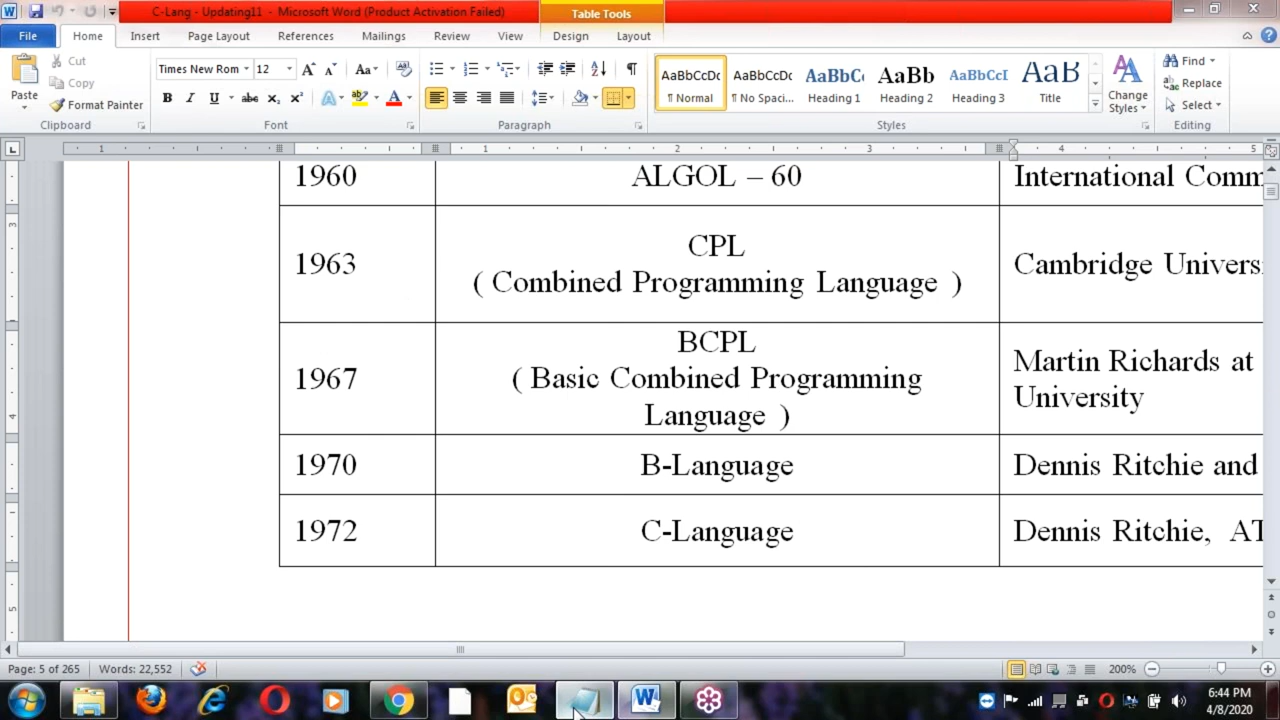 C-Lang - Updating11 - Microsoft Word (Product Activation Failed)
Table Tools
File
Home
Insert
Page Layout
References
Mailings
Review
View
Design
Layout
Paste
Cut
Copy
Format Painter
Clipboard
Times New Rom
12
Font
Paragraph
AaBbCcDc
¶ Normal
AaBbCcDc
¶ No Spaci...
AaBbCc
Heading 1
AaBb
Heading 2
AaBbCcI
Heading 3
AaB
Title
Change
Styles
Styles
Find
Replace
Select
Editing
1960
ALGOL – 60
International Comm
1963
CPL
( Combined Programming Language )
Cambridge Universi
1967
BCPL
( Basic Combined Programming
Language )
Martin Richards at
University
1970
B-Language
Dennis Ritchie and
1972
C-Language
Dennis Ritchie, AT
Page: 5 of 265
Words: 22,552
200%
6:44 PM
4/8/2020